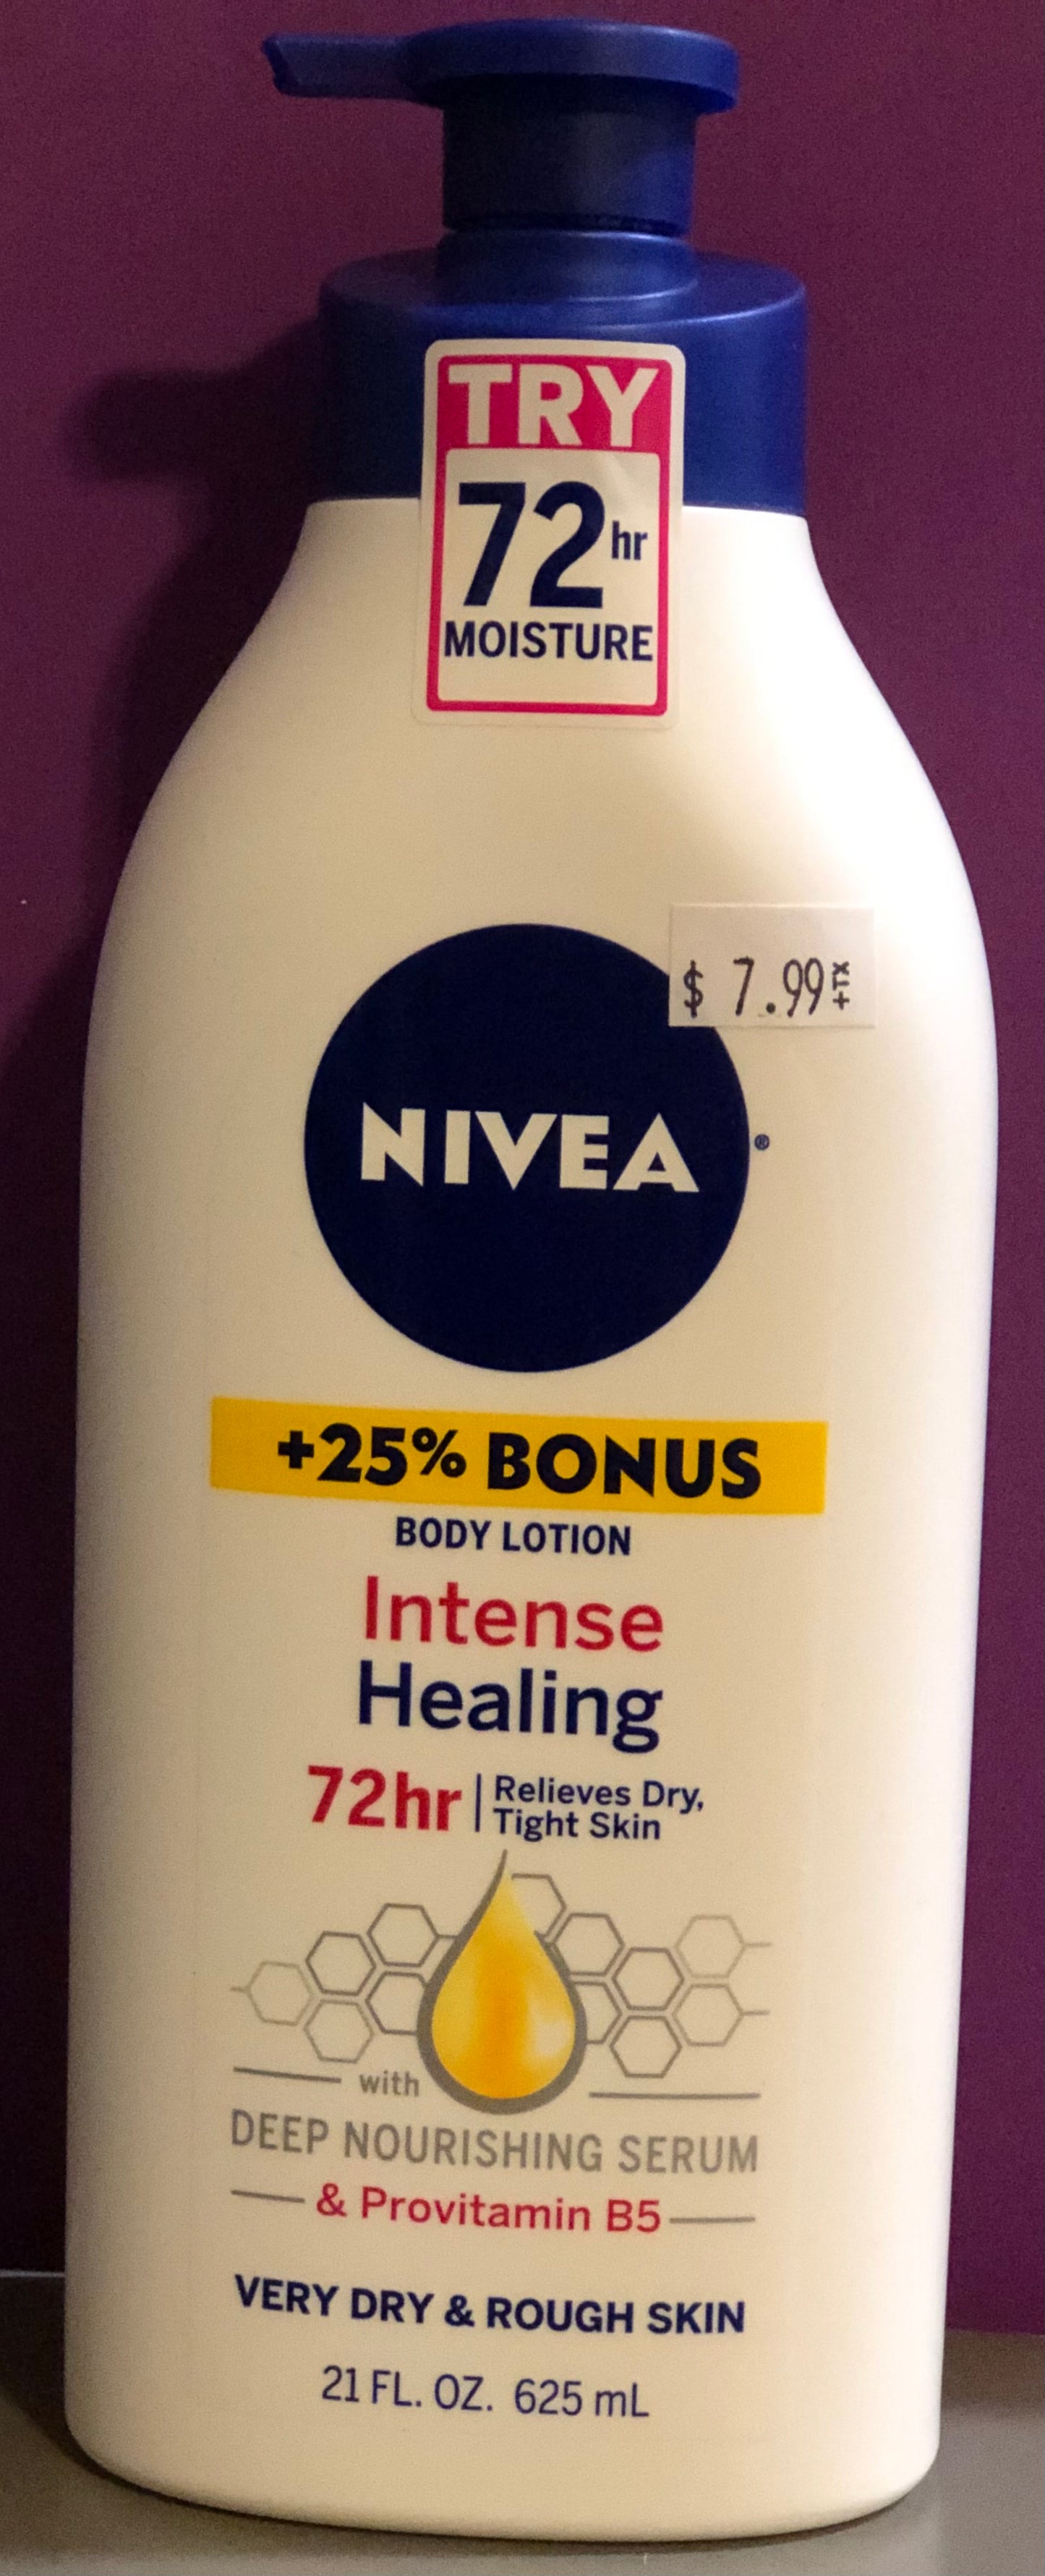 TRY
72hr
MOISTURE
$ 7.99 +TX
NIVEA®
+25% BONUS
BODY LOTION
Intense
Healing
72hr | Relieves Dry,
Tight Skin
with
DEEP NOURISHING SERUM
& Provitamin B5
VERY DRY & ROUGH SKIN
21 FL. OZ. 625 mL